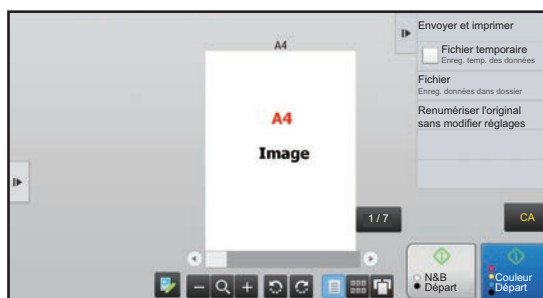 A4
A4
Image
1 / 7
Envoyer et imprimer
Fichier temporaire
Enreg. temp. des données
Fichier
Enreg. données dans dossier
Renumériser l'original
sans modifier réglages
CA
N&B
Départ
Couleur
Départ